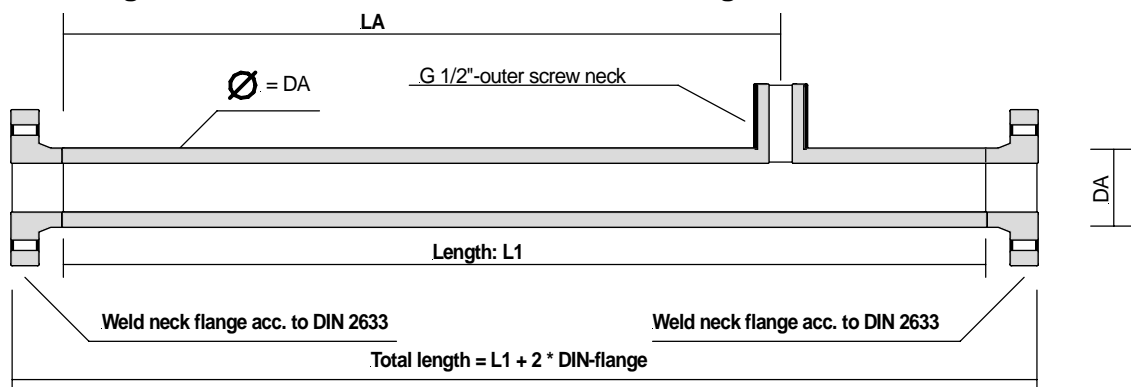 LA
Ø = DA
G 1/2"-outer screw neck
DA
Length: L1
Weld neck flange acc. to DIN 2633
Weld neck flange acc. to DIN 2633
Total length = L1 + 2 * DIN-flange